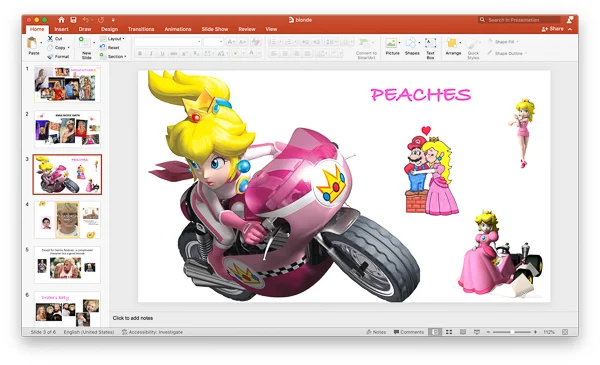 blonde
Search in Presentation
Home Insert Draw Design Transitions Animations Slide Show Review View
Share
Paste
Cut
Copy
Format
New Slide
Layout
Reset
Section
Convert to SmartArt
Picture
Shapes
Text Box
Arrange
Quick Styles
Shape Fill
Shape Outline
1
2
3
4
5
6
PEACHES
Click to add notes
Slide 3 of 6 English (United States) Accessibility: Investigate
Notes Comments 112%